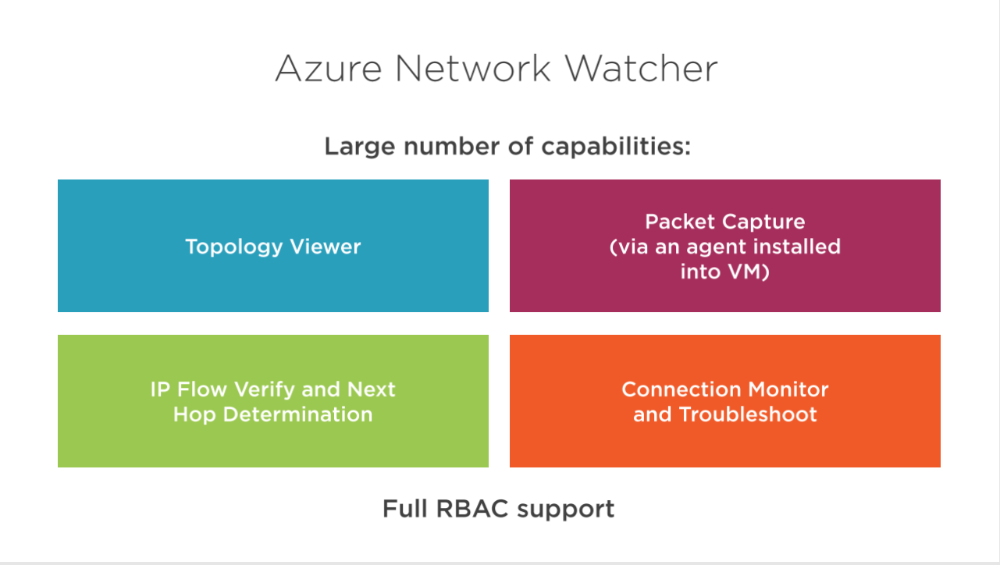 Azure Network Watcher
Large number of capabilities:
Topology Viewer
Packet Capture
(via an agent installed
into VM)
IP Flow Verify and Next
Hop Determination
Connection Monitor
and Troubleshoot
Full RBAC support